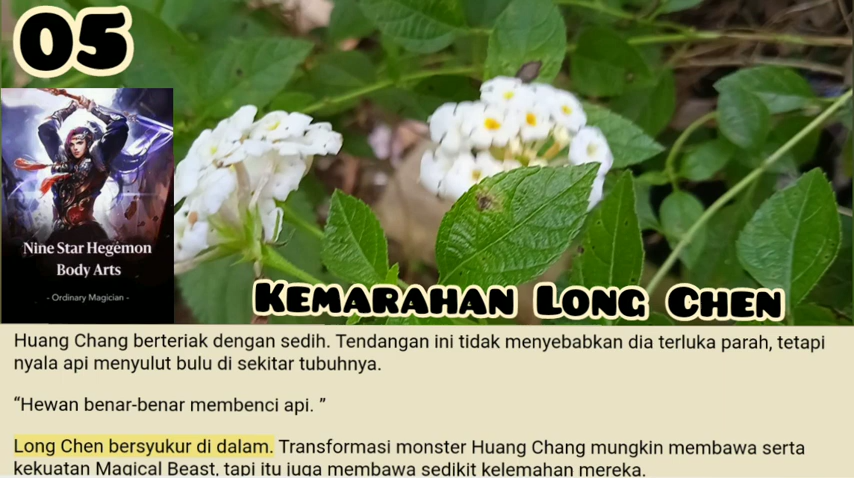 05
Nine Star Hegemon
Body Arts
- Ordinary Magician -
KEMARAHAN LONG CHEN
Huang Chang berteriak dengan sedih. Tendangan ini tidak menyebabkan dia terluka parah, tetapi
nyala api menyulut bulu di sekitar tubuhnya.
“Hewan benar-benar membenci api. ”
Long Chen bersyukur di dalam. Transformasi monster Huang Chang mungkin membawa serta
kekuatan Magical Beast, tapi itu juga membawa sedikit kelemahan mereka.